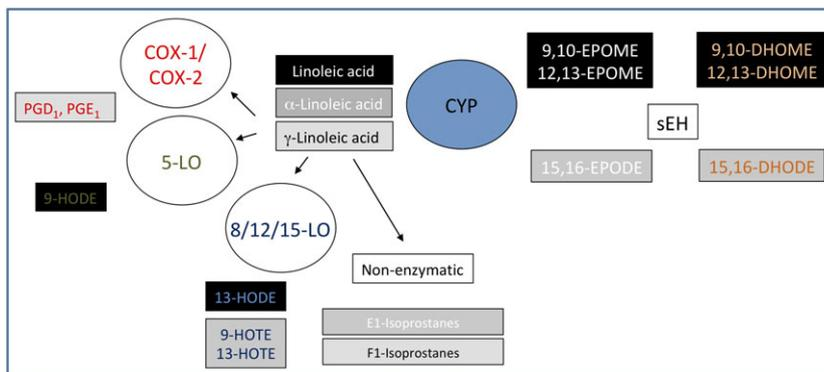 COX-1/
COX-2
Linoleic acid
α-Linoleic acid
γ-Linoleic acid
CYP
9,10-EPOME
12,13-EPOME
9,10-DHOME
12,13-DHOME
PGD₁, PGE₁
sEH
5-LO
15,16-EPODE
15,16-DHODE
9-HODE
8/12/15-LO
Non-enzymatic
13-HODE
9-HOTE
13-HOTE
E1-Isoprostanes
F1-Isoprostanes